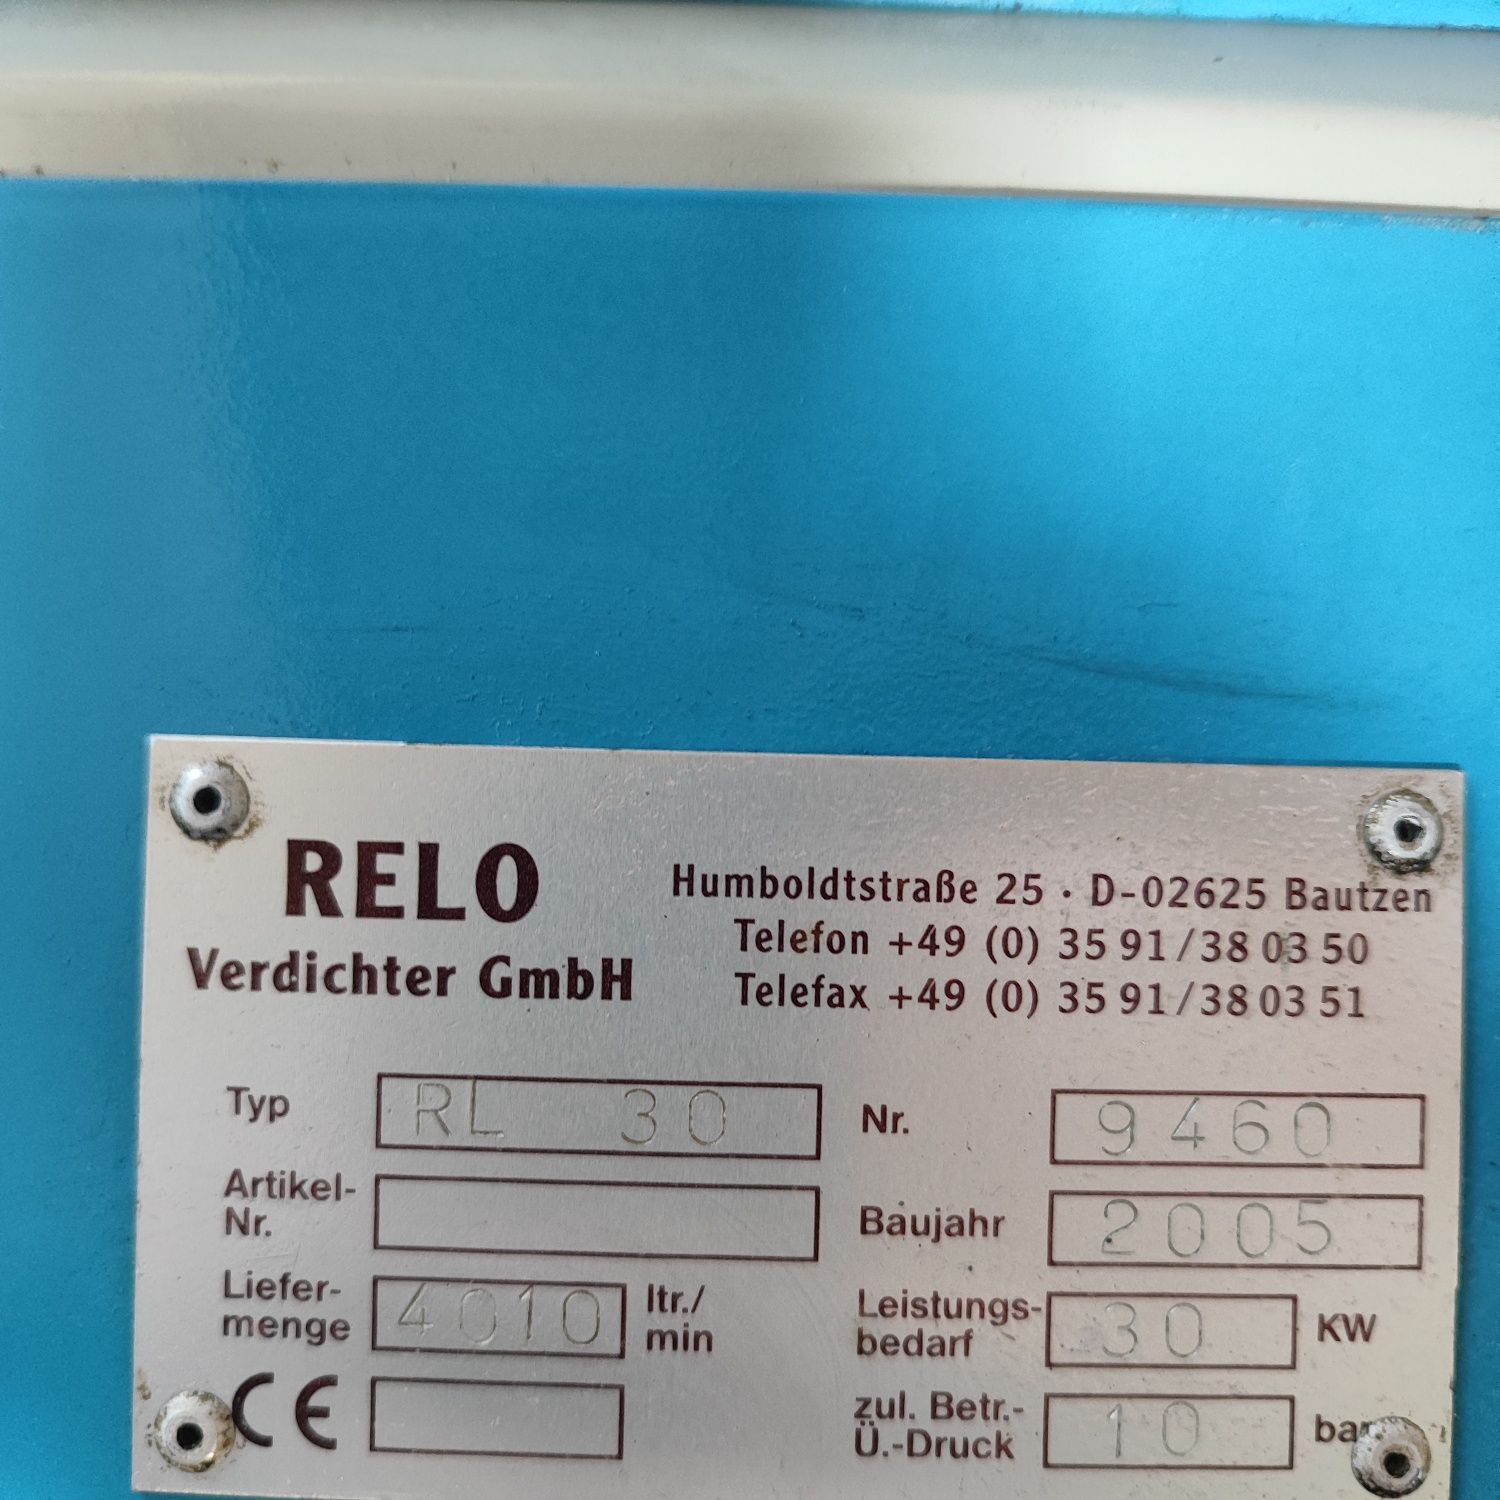 RELO
Verdichter GmbH
Humboldtstraße 25 · D-02625 Bautzen
Telefon +49 (0) 35 91/38 03 50
Telefax +49 (0) 35 91/38 03 51
Typ RL 30
Nr. 9460
Artikel-
Nr.
Baujahr 2005
Liefer-
menge 4010 ltr./
min
Leistungs-
bedarf 30 KW
CE
zul. Betr.-
Ü.-Druck 10 bar